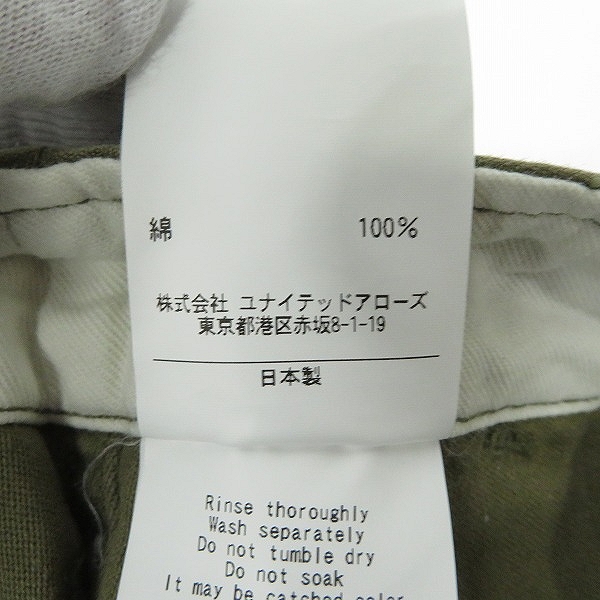 綿 100%
株式会社 ユナイテッドアローズ
東京都港区赤坂8-1-19
日本製
Rinse thoroughly
Wash separately
Do not tumble dry
Do not soak
It may be catched color